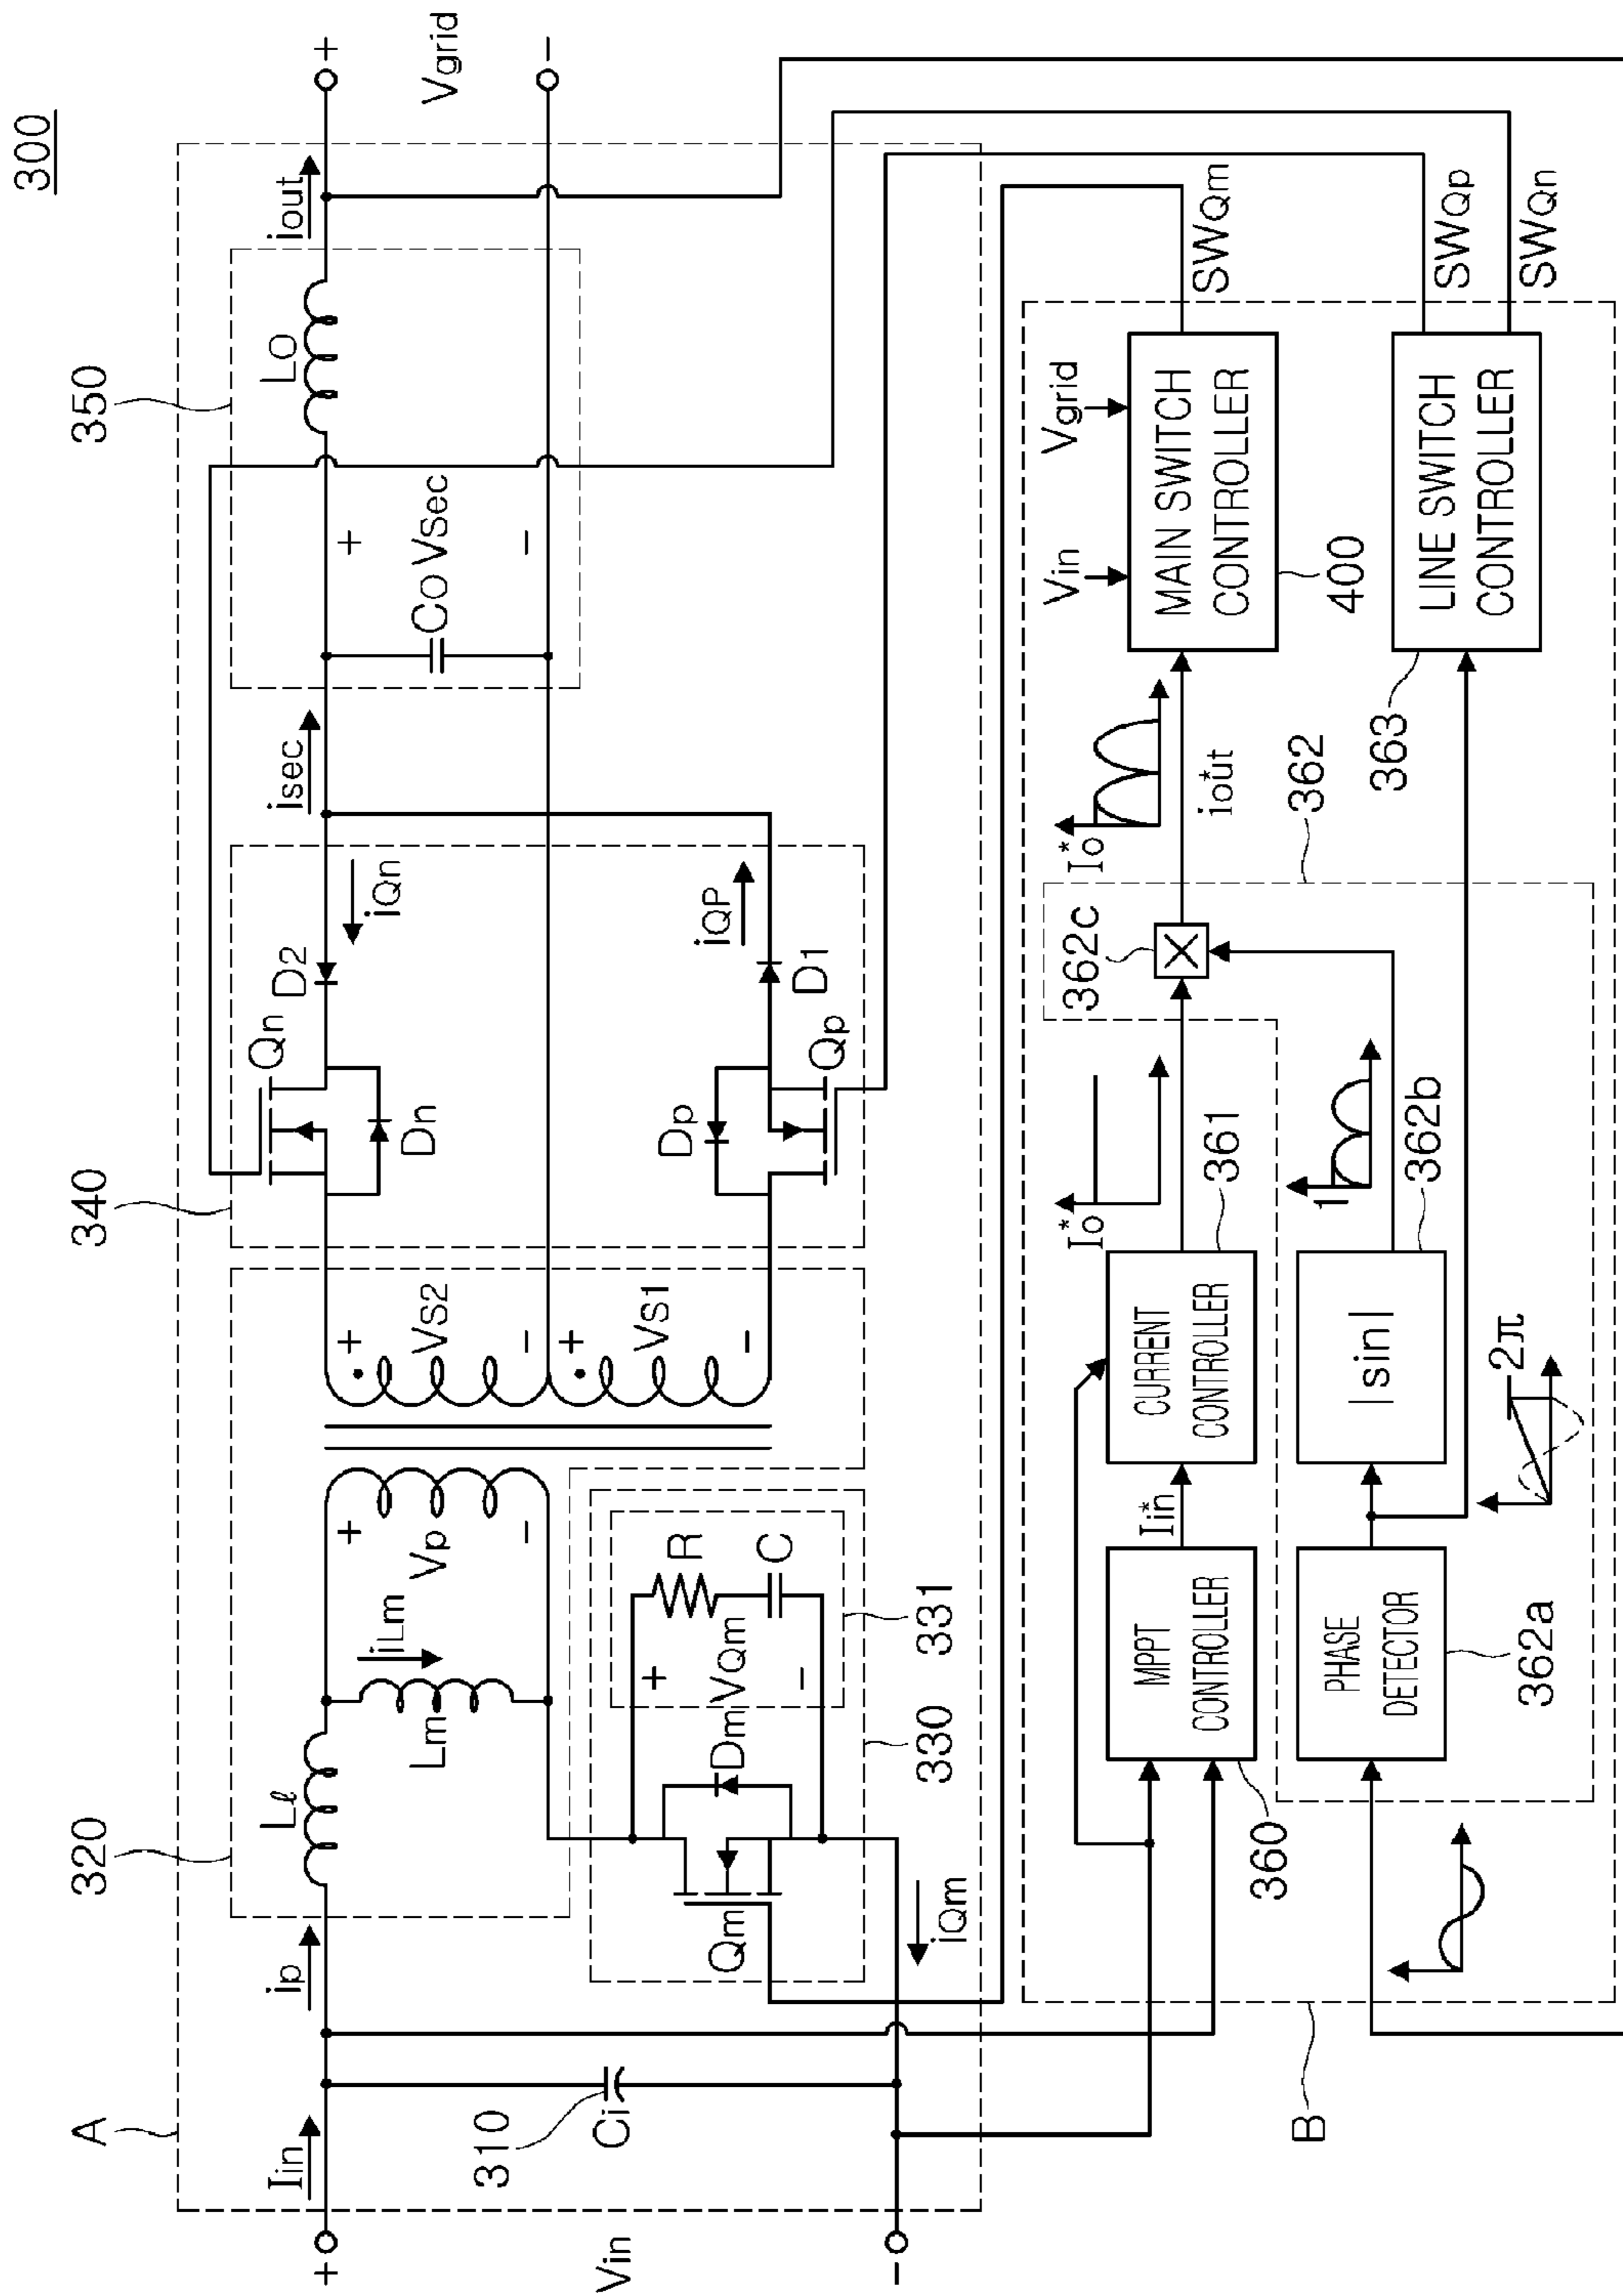 300
A
320
340
350
+
Vin
-
Iin
310
Ci
ip
Lℓ
Lm
iLm
+
Vp
-
Qm
Dm
+
VQm
-
R
C
331
330
iQm
+
VS2
-
+
VS1
-
Qn
Dn
D2
iQn
Dp
Qp
D1
iQP
isec
+
CO VSec
-
LO
iout
+
Vgrid
-
B
MPPT
CONTROLLER
360
Iin*
CURRENT
CONTROLLER
361
Io*
362c
Io*
iout*
Vin
Vgrid
MAIN SWITCH
CONTROLLER
400
SWQm
PHASE
DETECTOR
362a
2π
|sin|
362b
1
362
363
LINE SWITCH
CONTROLLER
SWQp
SWQn